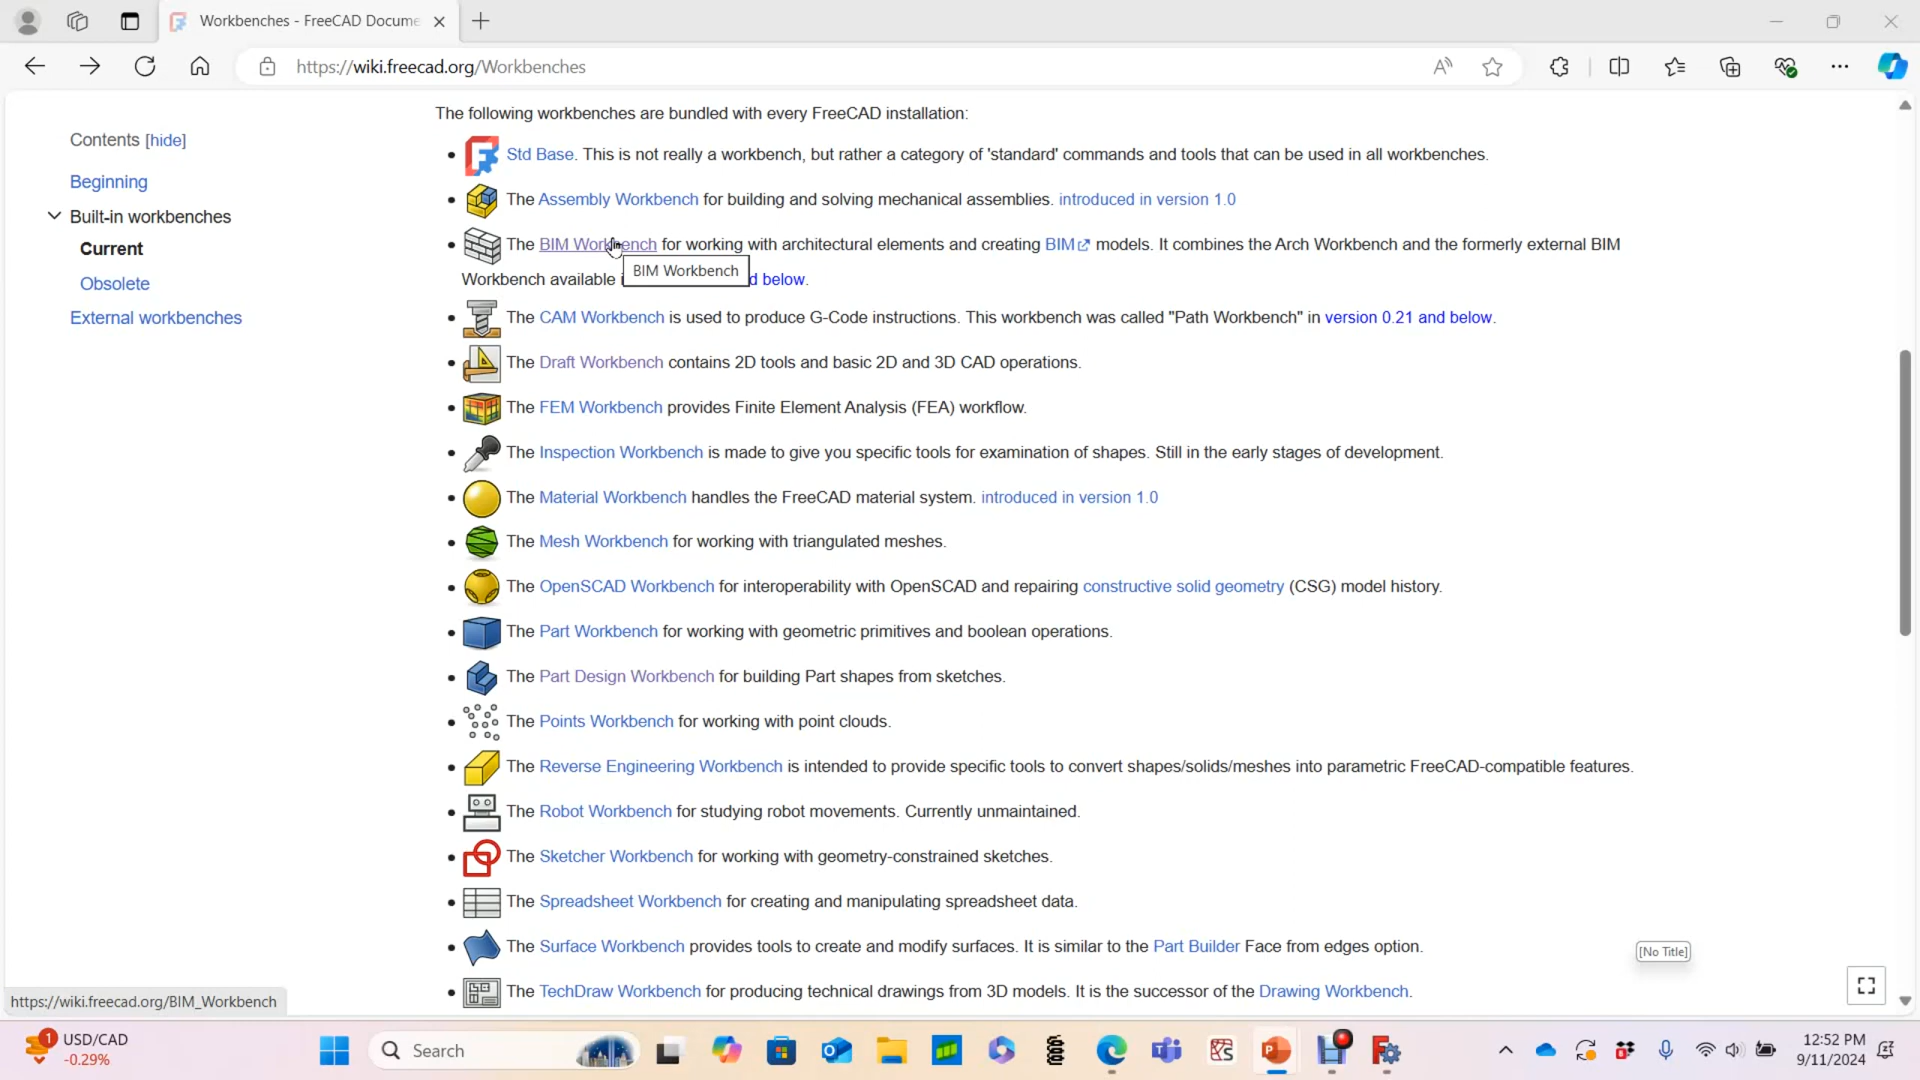 Workbenches - FreeCAD Docume
https://wiki.freecad.org/Workbenches
Contents [hide]
Beginning
Built-in workbenches
Current
Obsolete
External workbenches
The following workbenches are bundled with every FreeCAD installation:
Std Base. This is not really a workbench, but rather a category of 'standard' commands and tools that can be used in all workbenches.
The Assembly Workbench for building and solving mechanical assemblies. introduced in version 1.0
The BIM Workbench for working with architectural elements and creating BIM models. It combines the Arch Workbench and the formerly external BIM
Workbench available d below.
BIM Workbench
The CAM Workbench is used to produce G-Code instructions. This workbench was called "Path Workbench" in version 0.21 and below.
The Draft Workbench contains 2D tools and basic 2D and 3D CAD operations.
The FEM Workbench provides Finite Element Analysis (FEA) workflow.
The Inspection Workbench is made to give you specific tools for examination of shapes. Still in the early stages of development.
The Material Workbench handles the FreeCAD material system. introduced in version 1.0
The Mesh Workbench for working with triangulated meshes.
The OpenSCAD Workbench for interoperability with OpenSCAD and repairing constructive solid geometry (CSG) model history.
The Part Workbench for working with geometric primitives and boolean operations.
The Part Design Workbench for building Part shapes from sketches.
The Points Workbench for working with point clouds.
The Reverse Engineering Workbench is intended to provide specific tools to convert shapes/solids/meshes into parametric FreeCAD-compatible features.
The Robot Workbench for studying robot movements. Currently unmaintained.
The Sketcher Workbench for working with geometry-constrained sketches.
The Spreadsheet Workbench for creating and manipulating spreadsheet data.
The Surface Workbench provides tools to create and modify surfaces. It is similar to the Part Builder Face from edges option.
[No Title]
The TechDraw Workbench for producing technical drawings from 3D models. It is the successor of the Drawing Workbench.
https://wiki.freecad.org/BIM_Workbench
1
USD/CAD
-0.29%
Search
12:52 PM
9/11/2024